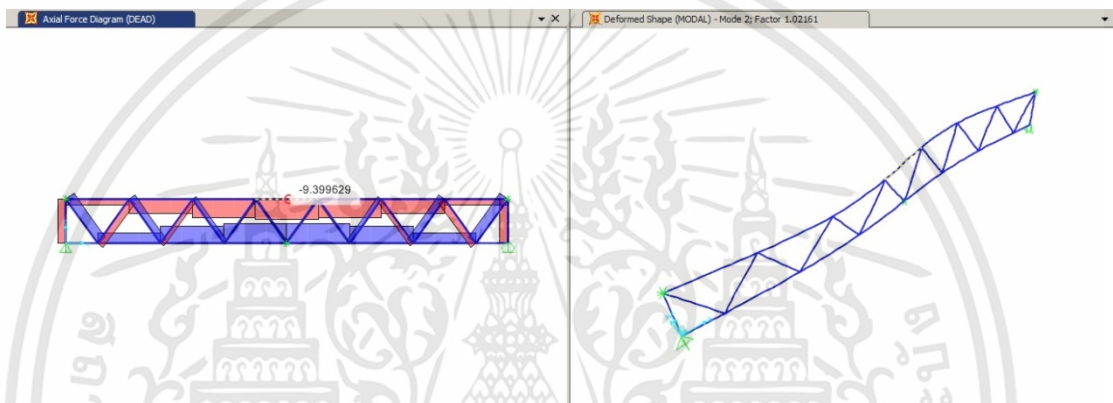 Axial Force Diagram (DEAD)
Deformed Shape (MODAL) - Mode 2; Factor 1.02161
-9.399629